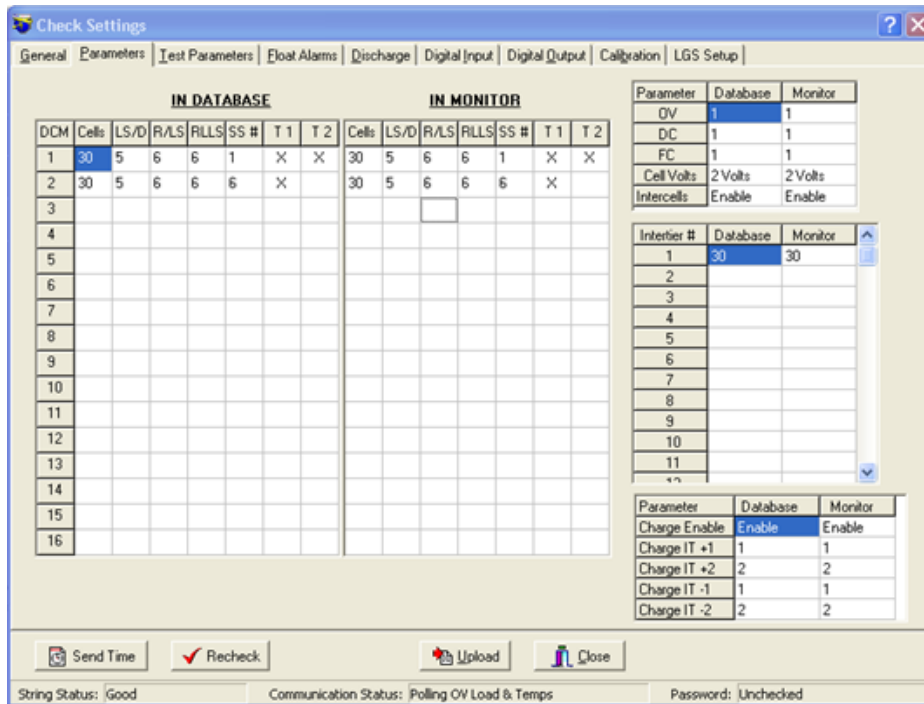 Check Settings
General Parameters Test Parameters Float Alarms Discharge Digital Input Digital Output Calibration LGS Setup
IN DATABASE IN MONITOR
DCM Cells LS/D R/LS RLLS SS # T 1 T 2 Cells LS/D R/LS RLLS SS # T 1 T 2
1 30 5 6 6 1 X X 30 5 6 6 1 X X
2 30 5 6 6 6 X 30 5 6 6 6 X
3
4
5
6
7
8
9
10
11
12
13
14
15
16
Parameter Database Monitor
OV 1 1
DC 1 1
FC 1 1
Cell Volts 2 Volts 2 Volts
Intercells Enable Enable
Intertier # Database Monitor
1 30 30
2
3
4
5
6
7
8
9
10
11
12
Parameter Database Monitor
Charge Enable Enable Enable
Charge IT +1 1 1
Charge IT +2 2 2
Charge IT -1 1 1
Charge IT -2 2 2
Send Time Recheck Upload Close
String Status: Good Communication Status: Polling OV Load & Temps Password: Unchecked